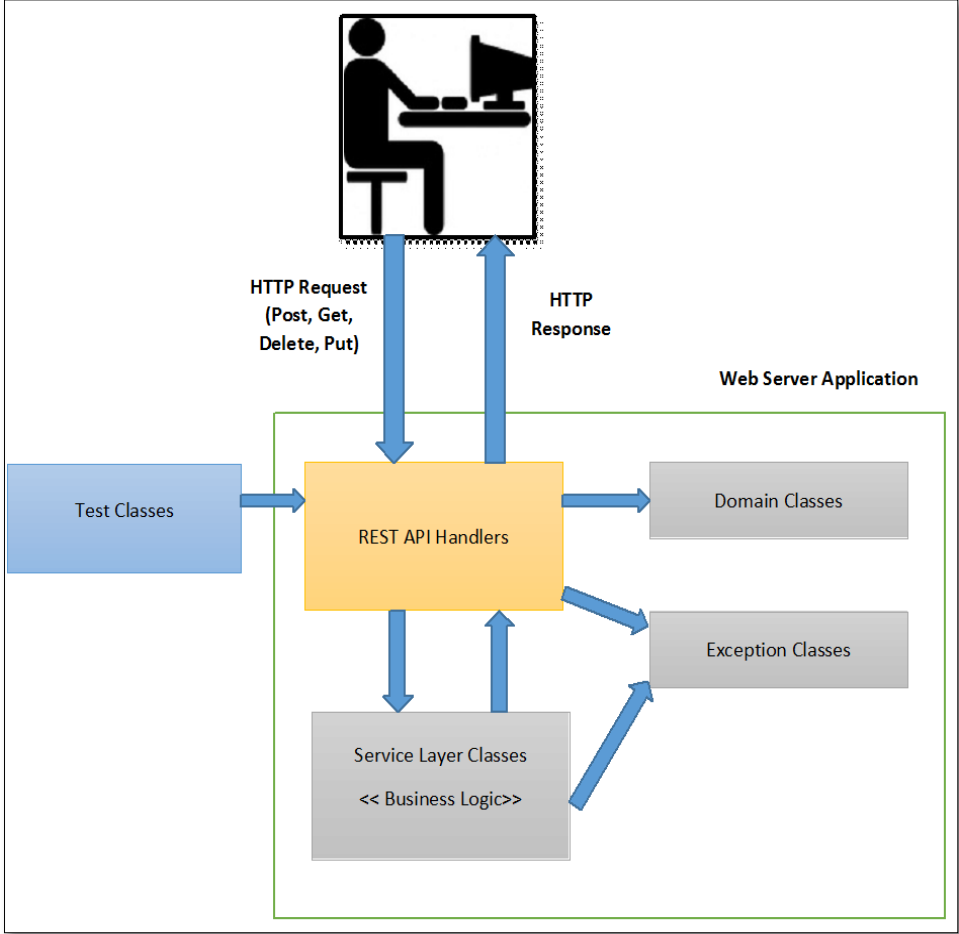 HTTP Request
(Post, Get,
Delete, Put)
HTTP
Response
Web Server Application
Test Classes
REST API Handlers
Domain Classes
Exception Classes
Service Layer Classes
<< Business Logic>>